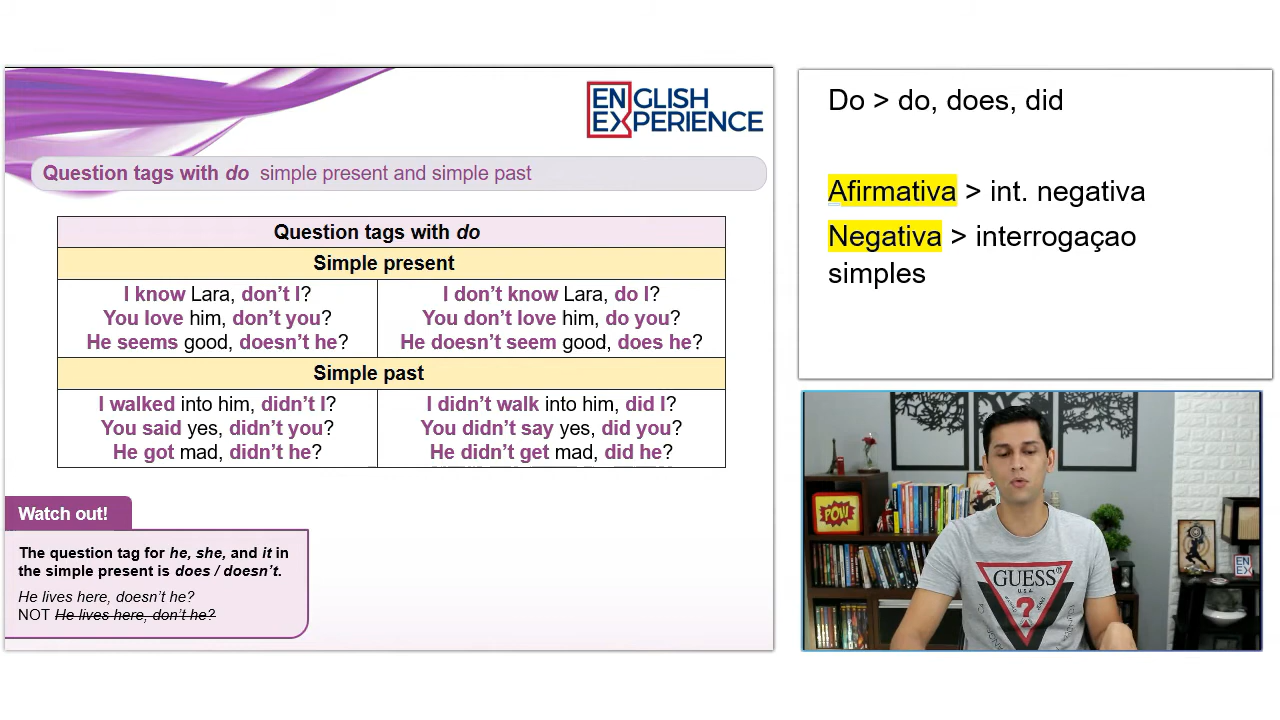 ENGLISH
EXPERIENCE
Question tags with do simple present and simple past
Question tags with do
Simple present
I know Lara, don't I?
You love him, don't you?
He seems good, doesn't he?
I don't know Lara, do I?
You don't love him, do you?
He doesn't seem good, does he?
Simple past
I walked into him, didn't I?
You said yes, didn't you?
He got mad, didn't he?
I didn't walk into him, did I?
You didn't say yes, did you?
He didn't get mad, did he?
Watch out!
The question tag for he, she, and it in
the simple present is does / doesn't.
He lives here, doesn't he?
NOT He lives here, don't he?
Do > do, does, did
Afirmativa > int. negativa
Negativa > interrogaçao
simples
POW
GUESS
U.S.A.
?
EN
EX